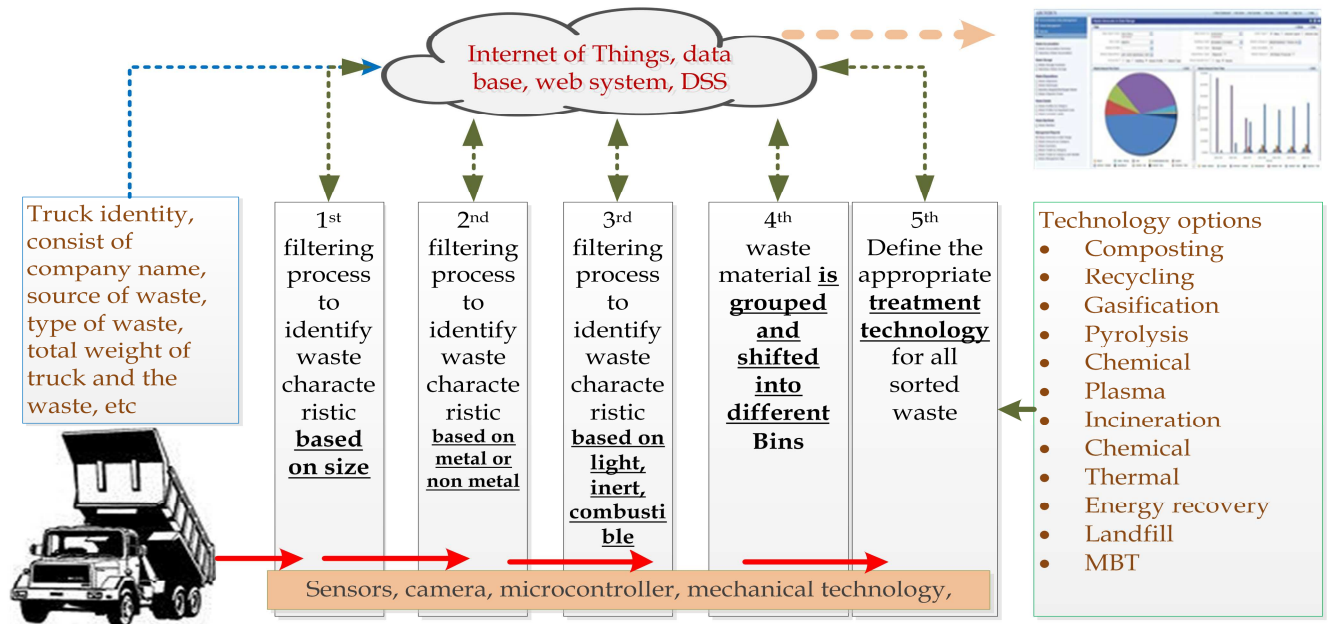 Internet of Things, data
base, web system, DSS
Truck identity,
consist of
company name,
source of waste,
type of waste,
total weight of
truck and the
waste, etc
1st
filtering
process
to
identify
waste
characte
ristic
based
on size
2nd
filtering
process
to
identify
waste
characte
ristic
based on
metal or
non metal
3rd
filtering
process
to
identify
waste
characte
ristic
based on
light,
inert,
combusti
ble
4th
waste
material is
grouped
and
shifted
into
different
Bins
5th
Define the
appropriate
treatment
technology
for all
sorted
waste
Technology options
• Composting
• Recycling
• Gasification
• Pyrolysis
• Chemical
• Plasma
• Incineration
• Chemical
• Thermal
• Energy recovery
• Landfill
• MBT
Sensors, camera, microcontroller, mechanical technology,